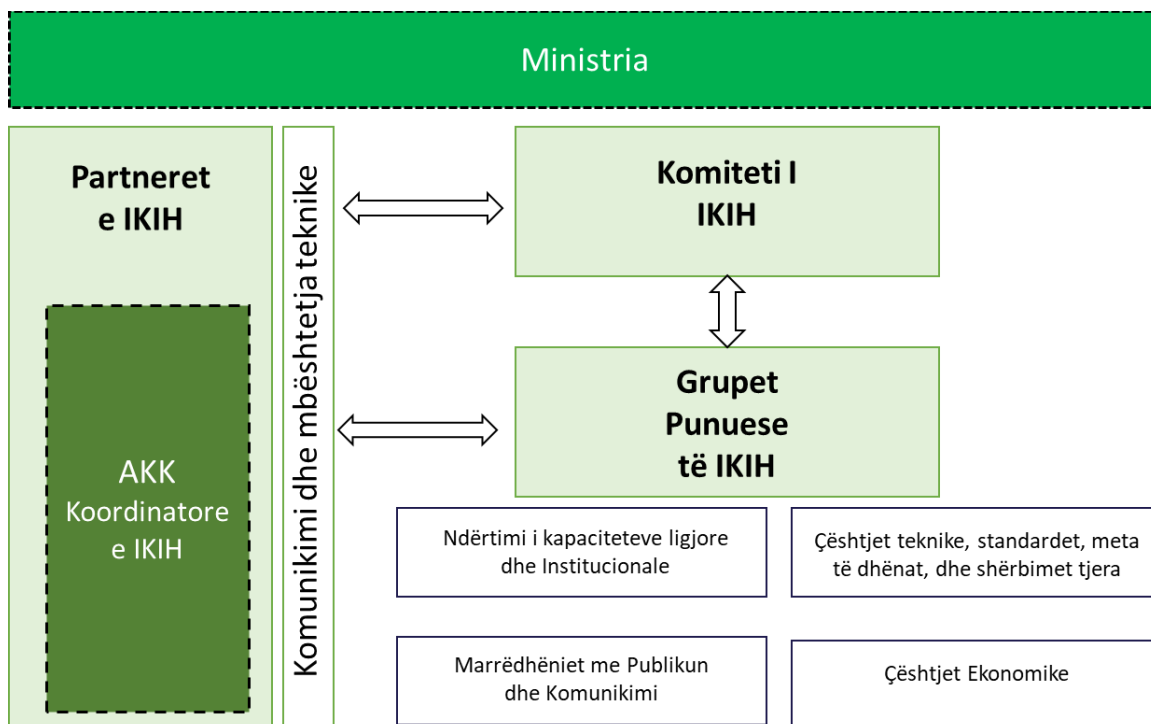 Ministria
Partneret
e IKIH
AKK
Koordinatore
e IKIH
Komunikimi dhe mbështetja teknike
Komiteti I
IKIH
Grupet
Punuese
të IKIH
Ndërtimi i kapaciteteve ligjore
dhe Institucionale
Çështjet teknike, standardet, meta
të dhënat, dhe shërbimet tjera
Marrëdhëniet me Publikun
dhe Komunikimi
Çështjet Ekonomike